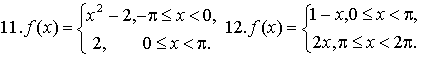 11. f(x) = { x² − 2, −π ≤ x < 0,
2, 0 ≤ x < π.
12. f(x) = { 1 − x, 0 ≤ x < π,
2x, π ≤ x < 2π.